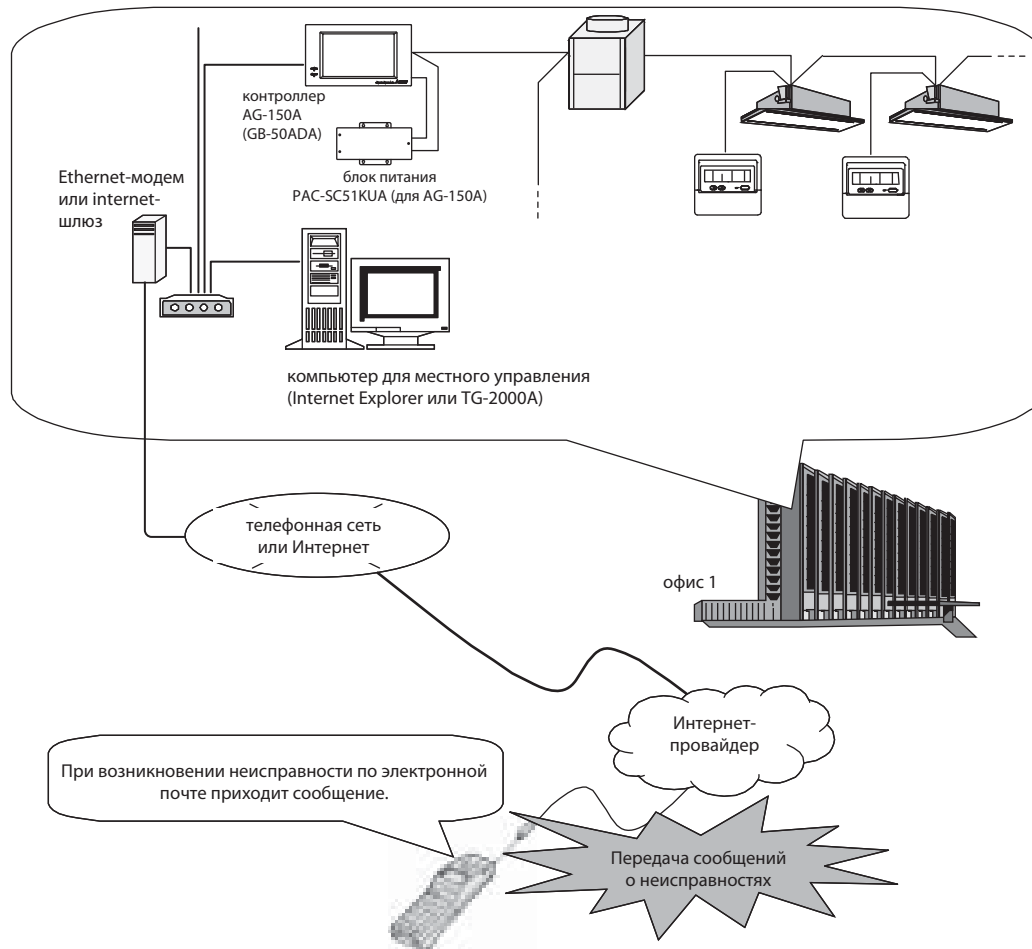 контроллер
AG-150A
(GB-50ADA)
блок питания
PAC-SC51KUA (для AG-150A)
Ethernet-модем
или internet-
шлюз
компьютер для местного управления
(Internet Explorer или TG-2000A)
телефонная сеть
или Интернет
офис 1
Интернет-
провайдер
При возникновении неисправности по электронной
почте приходит сообщение.
Передача сообщений
о неисправностях